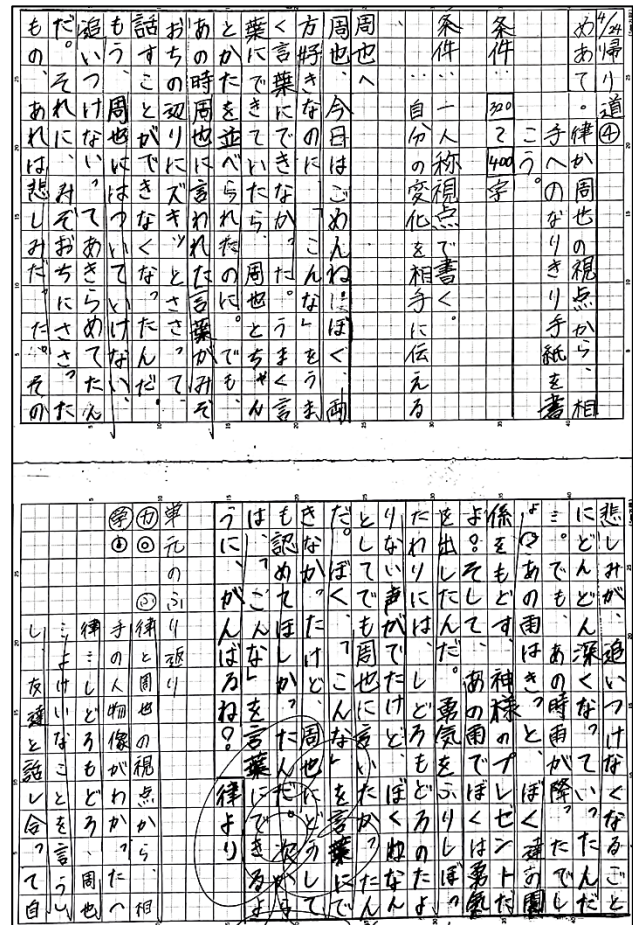 4/24 帰り道④
めあて。律か周也の視点から、相
手へのなりきり手紙を書
こう。
条件… 320〜400字
条件…一人称視点で書く。
自分の変化を相手に伝える
周也へ
周也、今日はごめんね。ぼく、両
方好きなのに「こんな」をうま
く言葉にできなかった。うまく言
葉にできていたら、周也とちゃん
とかたを並べられたのに。でも、
あの時周也に言われた言葉がみぞ
おちの辺りにズキッとささって、
話すことができなくなったんだ。
もう、周也にはついていけない、
追いつけない、ってあきらめてたん
だ。それに、みぞおちにささった
もの、あれは悲しみだった。その
悲しみが、追いつけなくなるごと
にどんどん深くなっていったんだ
…。でも、あの時雨が降ったでし
ょ?あの雨はきっと、ぼく達の関
係をもどす、神様のプレゼントだ
よ。そして、あの雨でぼくは勇気
を出したんだ。勇気をふりしぼっ
たわりには、しどろもどろのしょ
りない声がでたけど、ぼくぬなた
としていてでも周也に言いたかったん
だ。ぼく、「こんな」を言葉にで
きなかったけど、周也にどうして
も認めてほしかったんだ。次から
は、「こんな」を言葉にできるよ
うに、がんばるね? 律より
単元のふり返り
力◎ ふ律と周也の視点から、相
学 手の人物像がわかった。
律…しどろもどろ、周也
…よけいなことを言う
し、友達と話し合って自